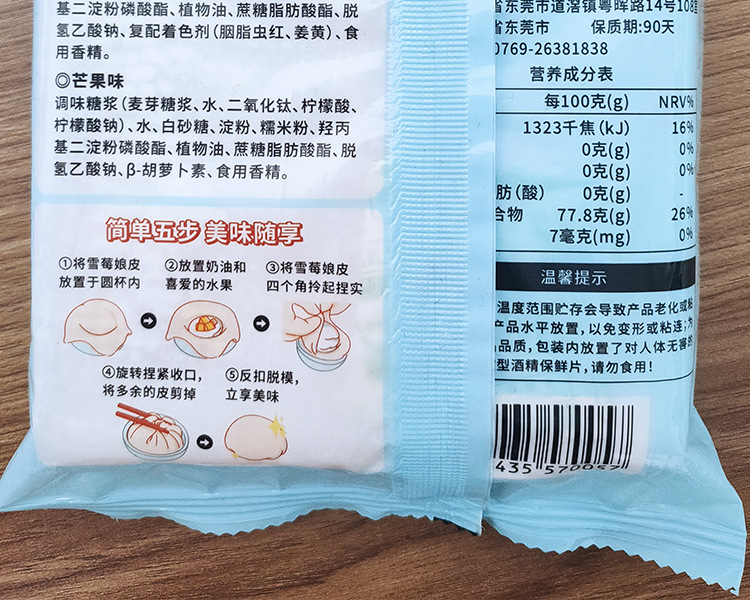 基二淀粉磷酸酯、植物油、蔗糖脂肪酸酯、脱
氢乙酸钠、复配着色剂（胭脂虫红、姜黄）、食
用香精。
◎芒果味
调味糖浆（麦芽糖浆、水、二氧化钛、柠檬酸、
柠檬酸钠）、水、白砂糖、淀粉、糯米粉、羟丙
基二淀粉磷酸酯、植物油、蔗糖脂肪酸酯、脱
氢乙酸钠、β-胡萝卜素、食用香精。
简单五步 美味随享
①将雪莓娘皮
放置于圆杯内
②放置奶油和
喜爱的水果
③将雪莓娘皮
四个角拎起捏实
④旋转捏紧收口，
将多余的皮剪掉
⑤反扣脱模，
立享美味
省东莞市道滘镇粤晖路14号108
省东莞市 保质期：90天
0769-26381838
营养成分表
每100克(g) NRV%
1323千焦(kJ) 16%
0克(g) 0%
0克(g) 0%
肪（酸） 0克(g) -
合物 77.8克(g) 26%
7毫克(mg) 0%
温馨提示
温度范围贮存会导致产品老化或粘
产品水平放置，以免变形或粘连；为
品质，包装内放置了对人体无害的
型酒精保鲜片，请勿食用！
435 570057